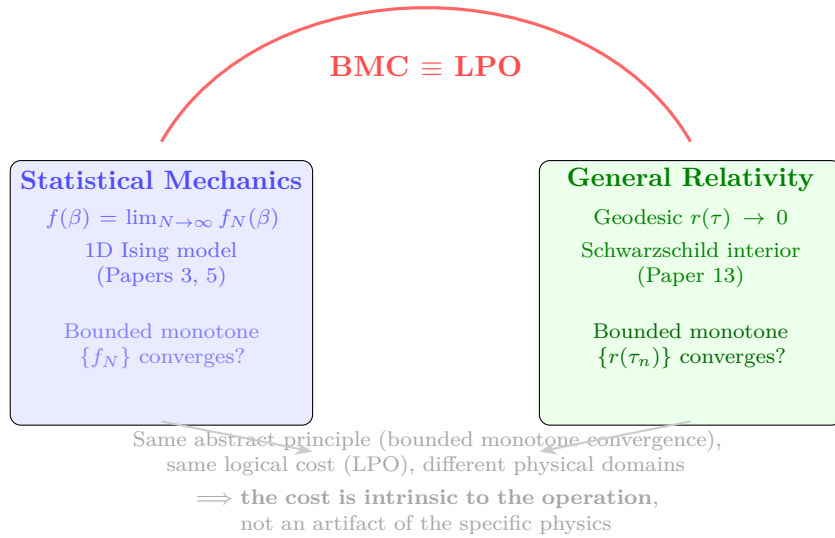 BMC ≡ LPO
Statistical Mechanics
f(β) = lim_{N→∞} f_N(β)
1D Ising model
(Papers 3, 5)
Bounded monotone
{f_N} converges?
General Relativity
Geodesic r(τ) → 0
Schwarzschild interior
(Paper 13)
Bounded monotone
{r(τ_n)} converges?
Same abstract principle (bounded monotone convergence),
same logical cost (LPO), different physical domains
⟹ the cost is intrinsic to the operation,
not an artifact of the specific physics